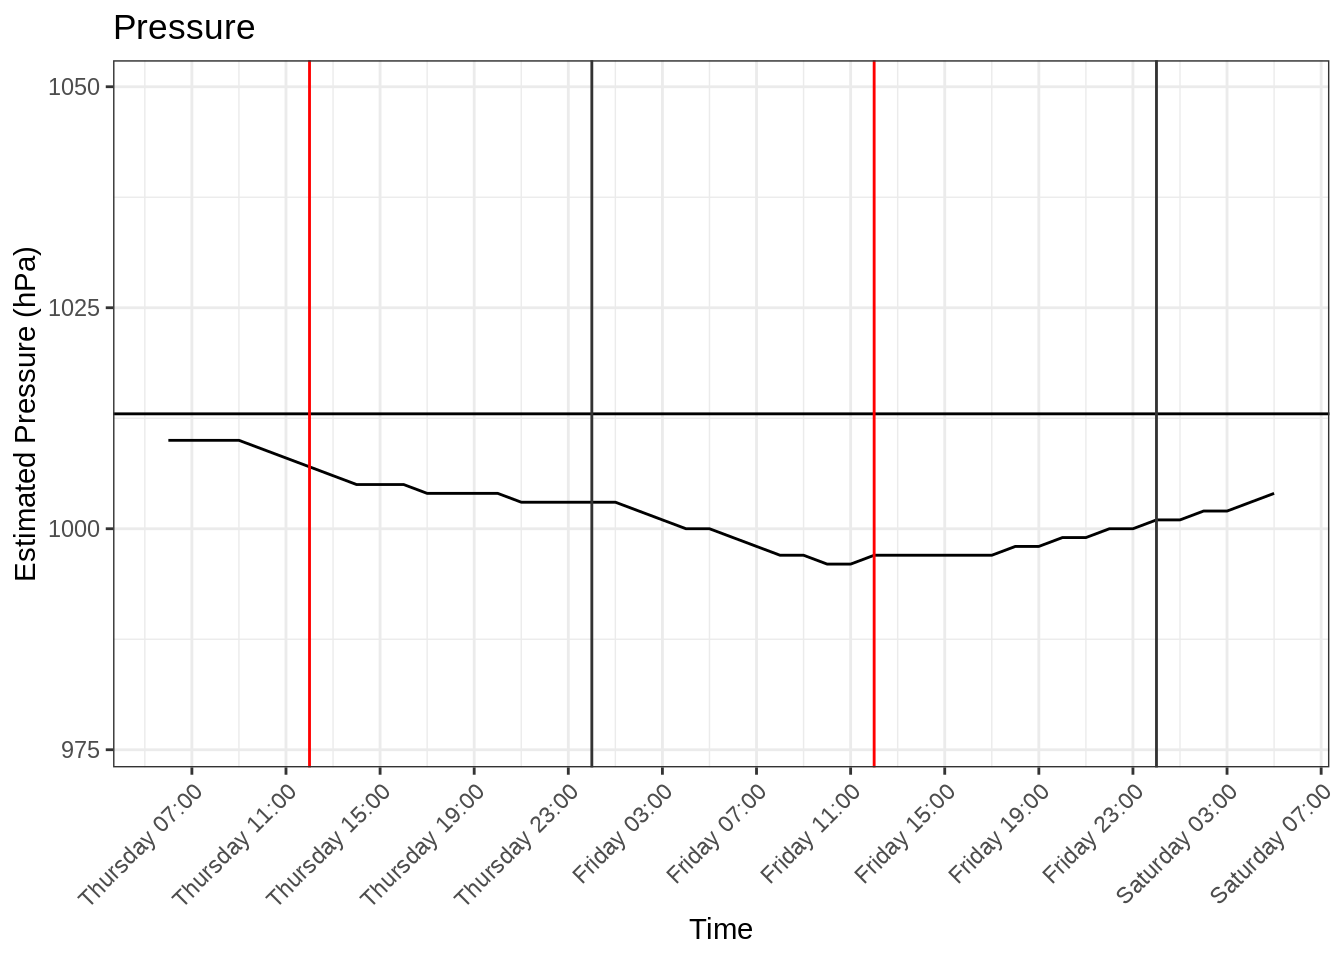 Pressure
Estimated Pressure (hPa)
1050
1025
1000
975
Thursday 07:00
Thursday 11:00
Thursday 15:00
Thursday 19:00
Thursday 23:00
Friday 03:00
Friday 07:00
Friday 11:00
Friday 15:00
Friday 19:00
Friday 23:00
Saturday 03:00
Saturday 07:00
Time